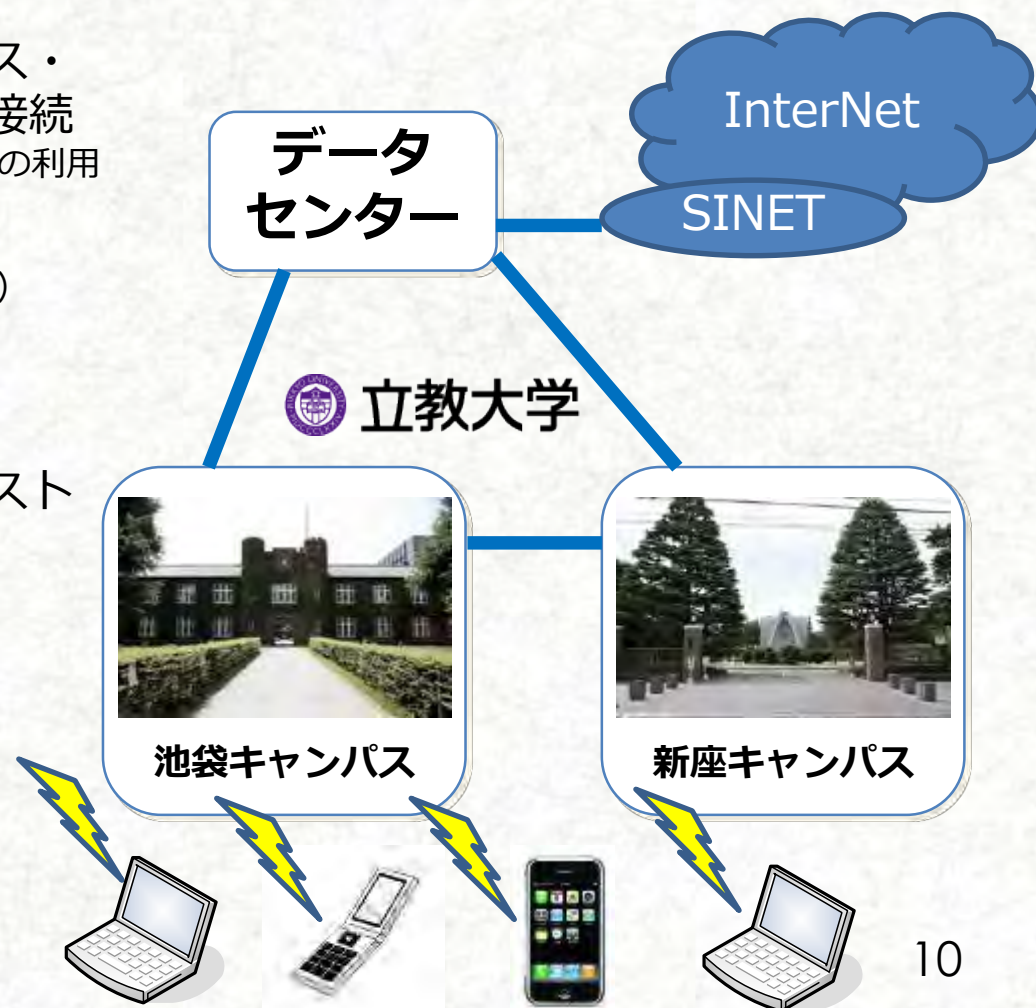 ス・
接続
の利用
)
スト
データ
センター
InterNet
SINET
立教大学
池袋キャンパス
新座キャンパス
10